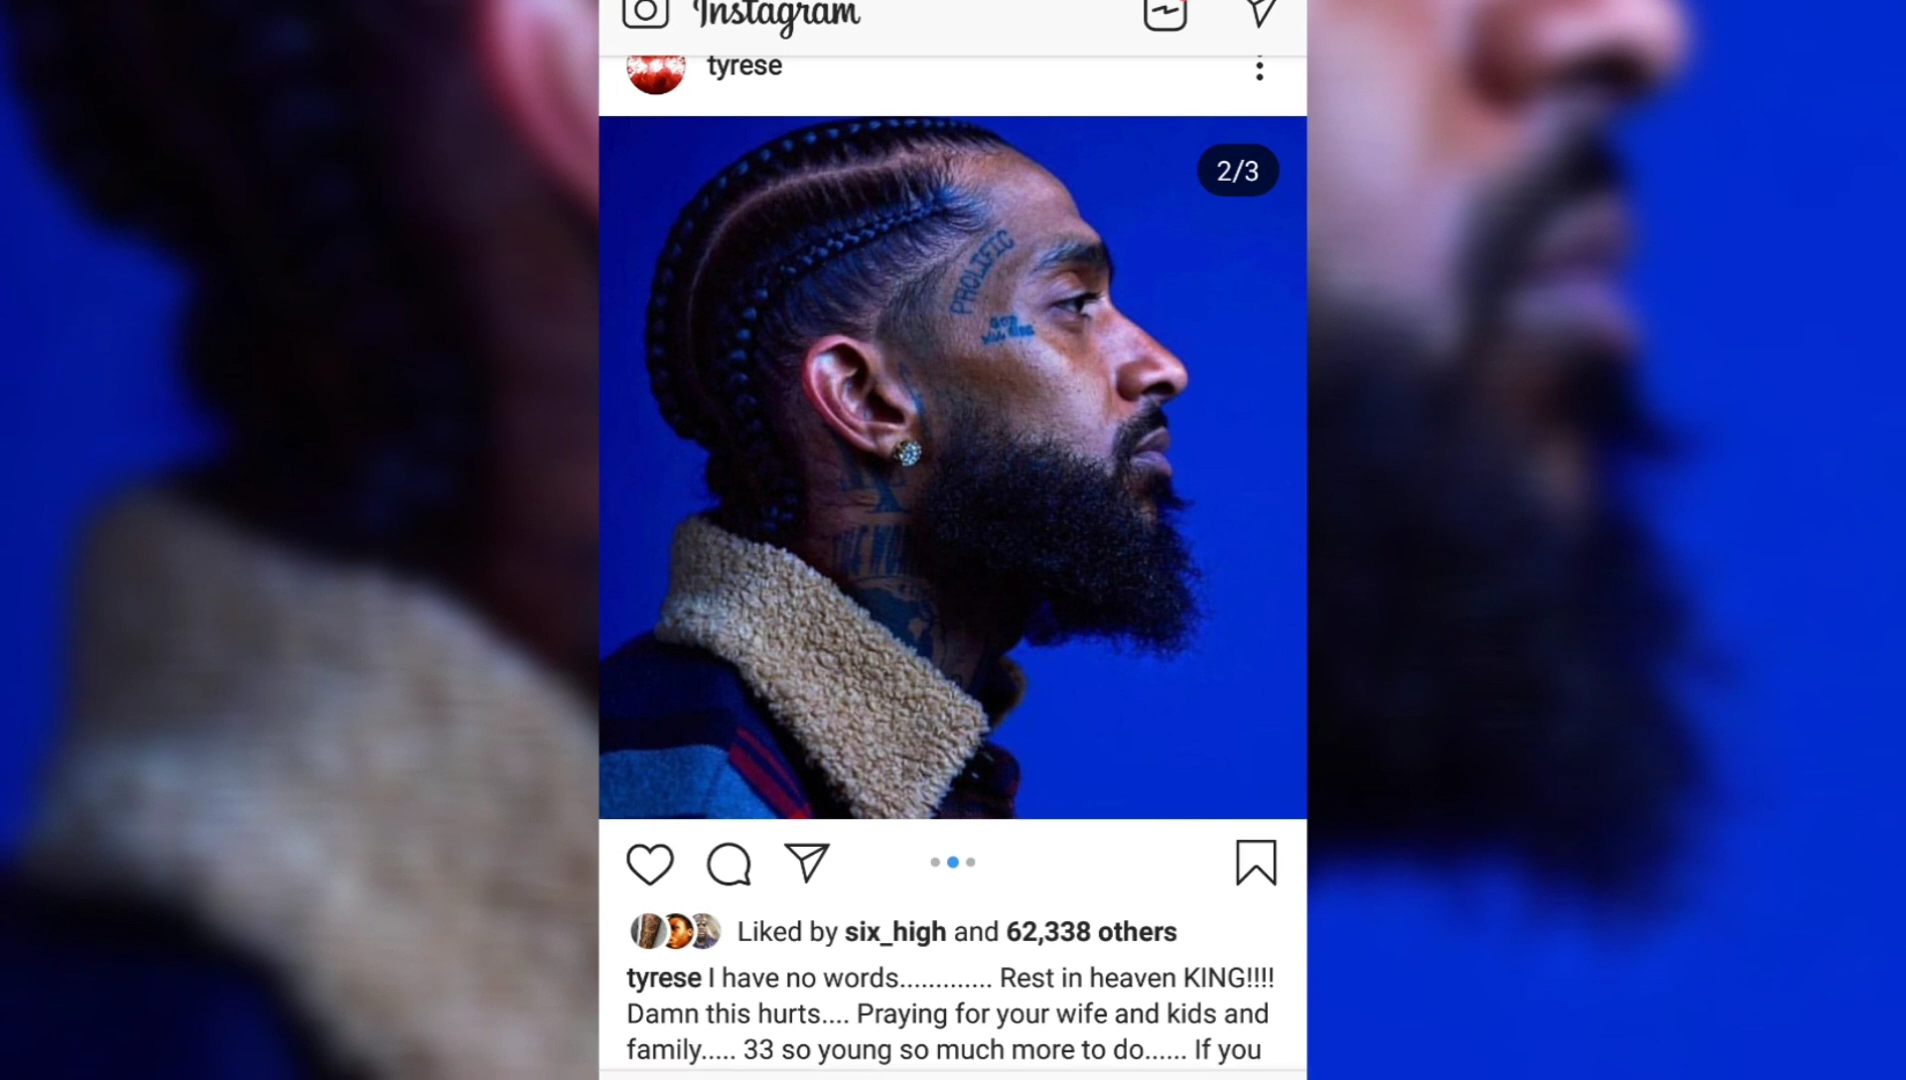 Instagram
tyrese
2/3
PROLIFIC
Liked by six_high and 62,338 others
tyrese I have no words............. Rest in heaven KING!!!!
Damn this hurts.... Praying for your wife and kids and
family..... 33 so young so much more to do...... If you